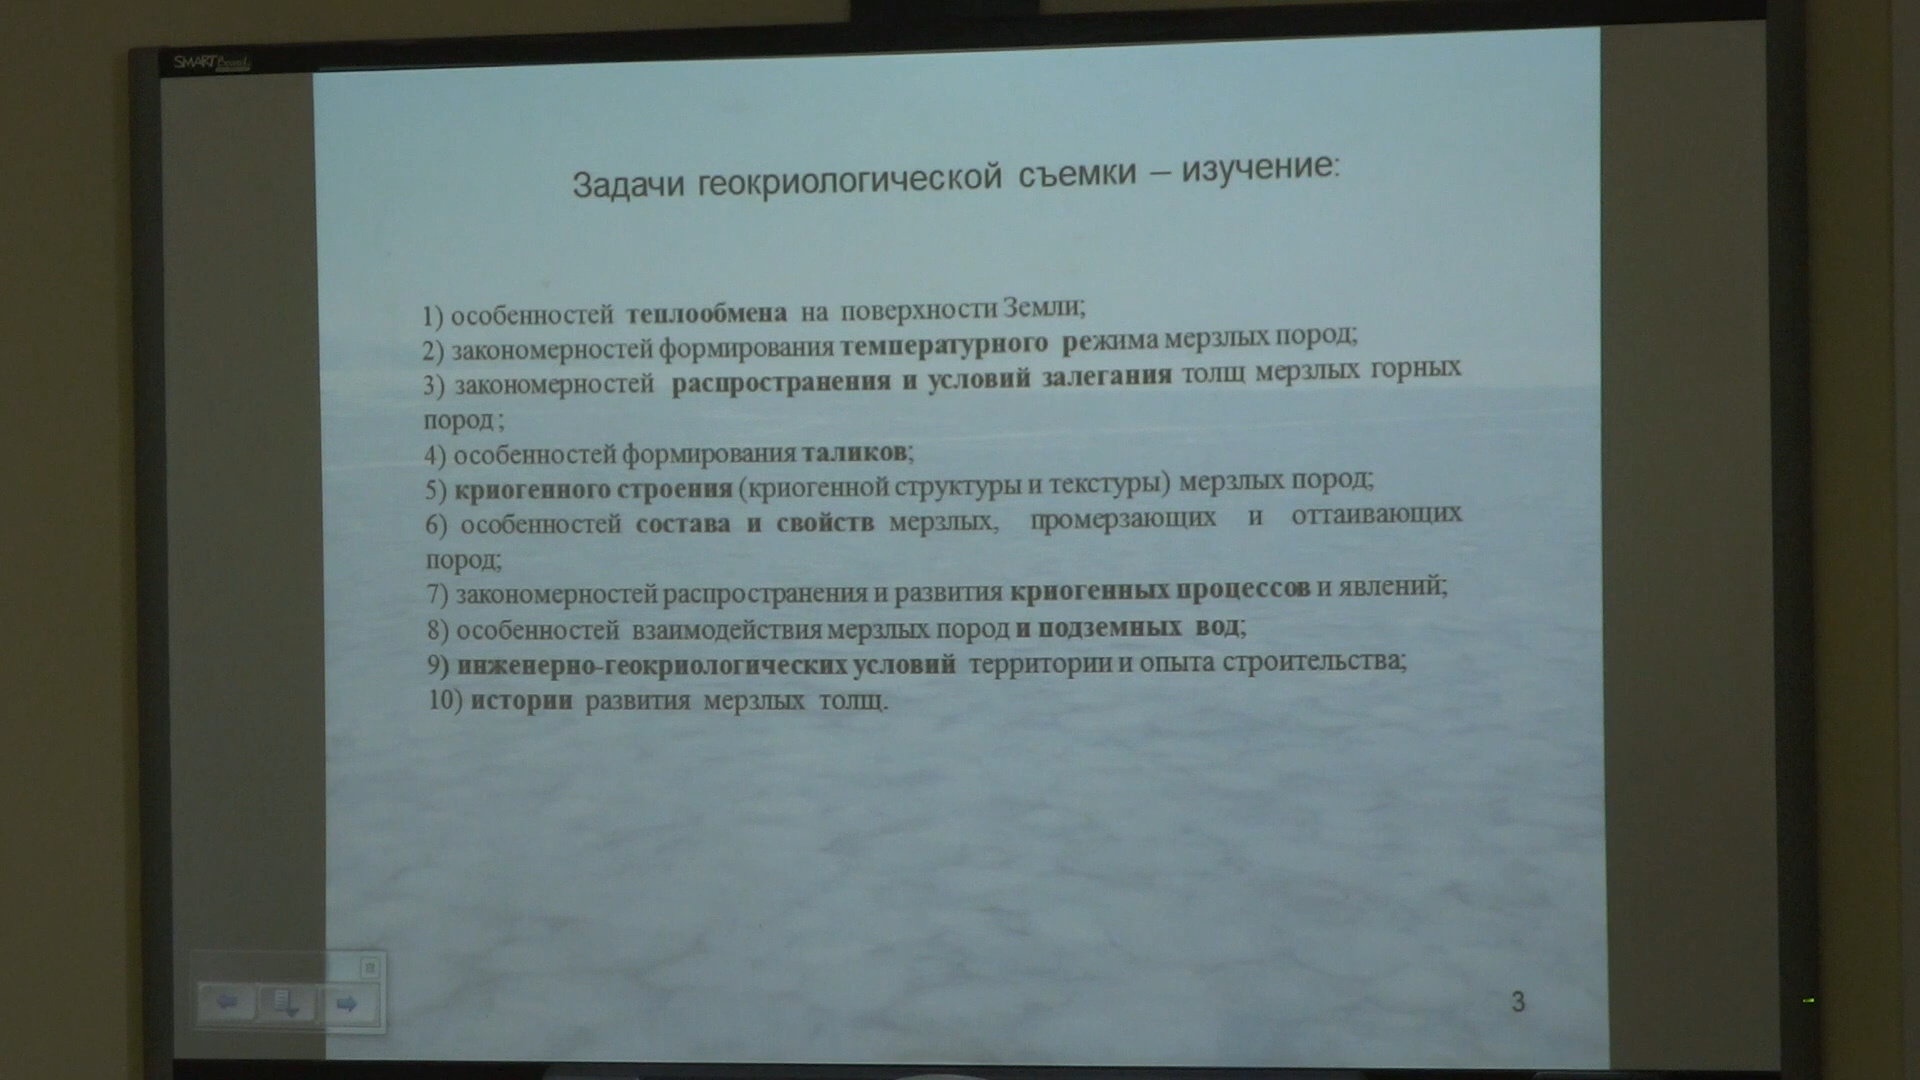 SMART Board
Задачи геокриологической съемки – изучение:
1) особенностей теплообмена на поверхности Земли;
2) закономерностей формирования температурного режима мерзлых пород;
3) закономерностей распространения и условий залегания толщ мерзлых горных
пород;
4) особенностей формирования таликов;
5) криогенного строения (криогенной структуры и текстуры) мерзлых пород;
6) особенностей состава и свойств мерзлых, промерзающих и оттаивающих
пород;
7) закономерностей распространения и развития криогенных процессов и явлений;
8) особенностей взаимодействия мерзлых пород и подземных вод;
9) инженерно-геокриологических условий территории и опыта строительства;
10) истории развития мерзлых толщ.
3